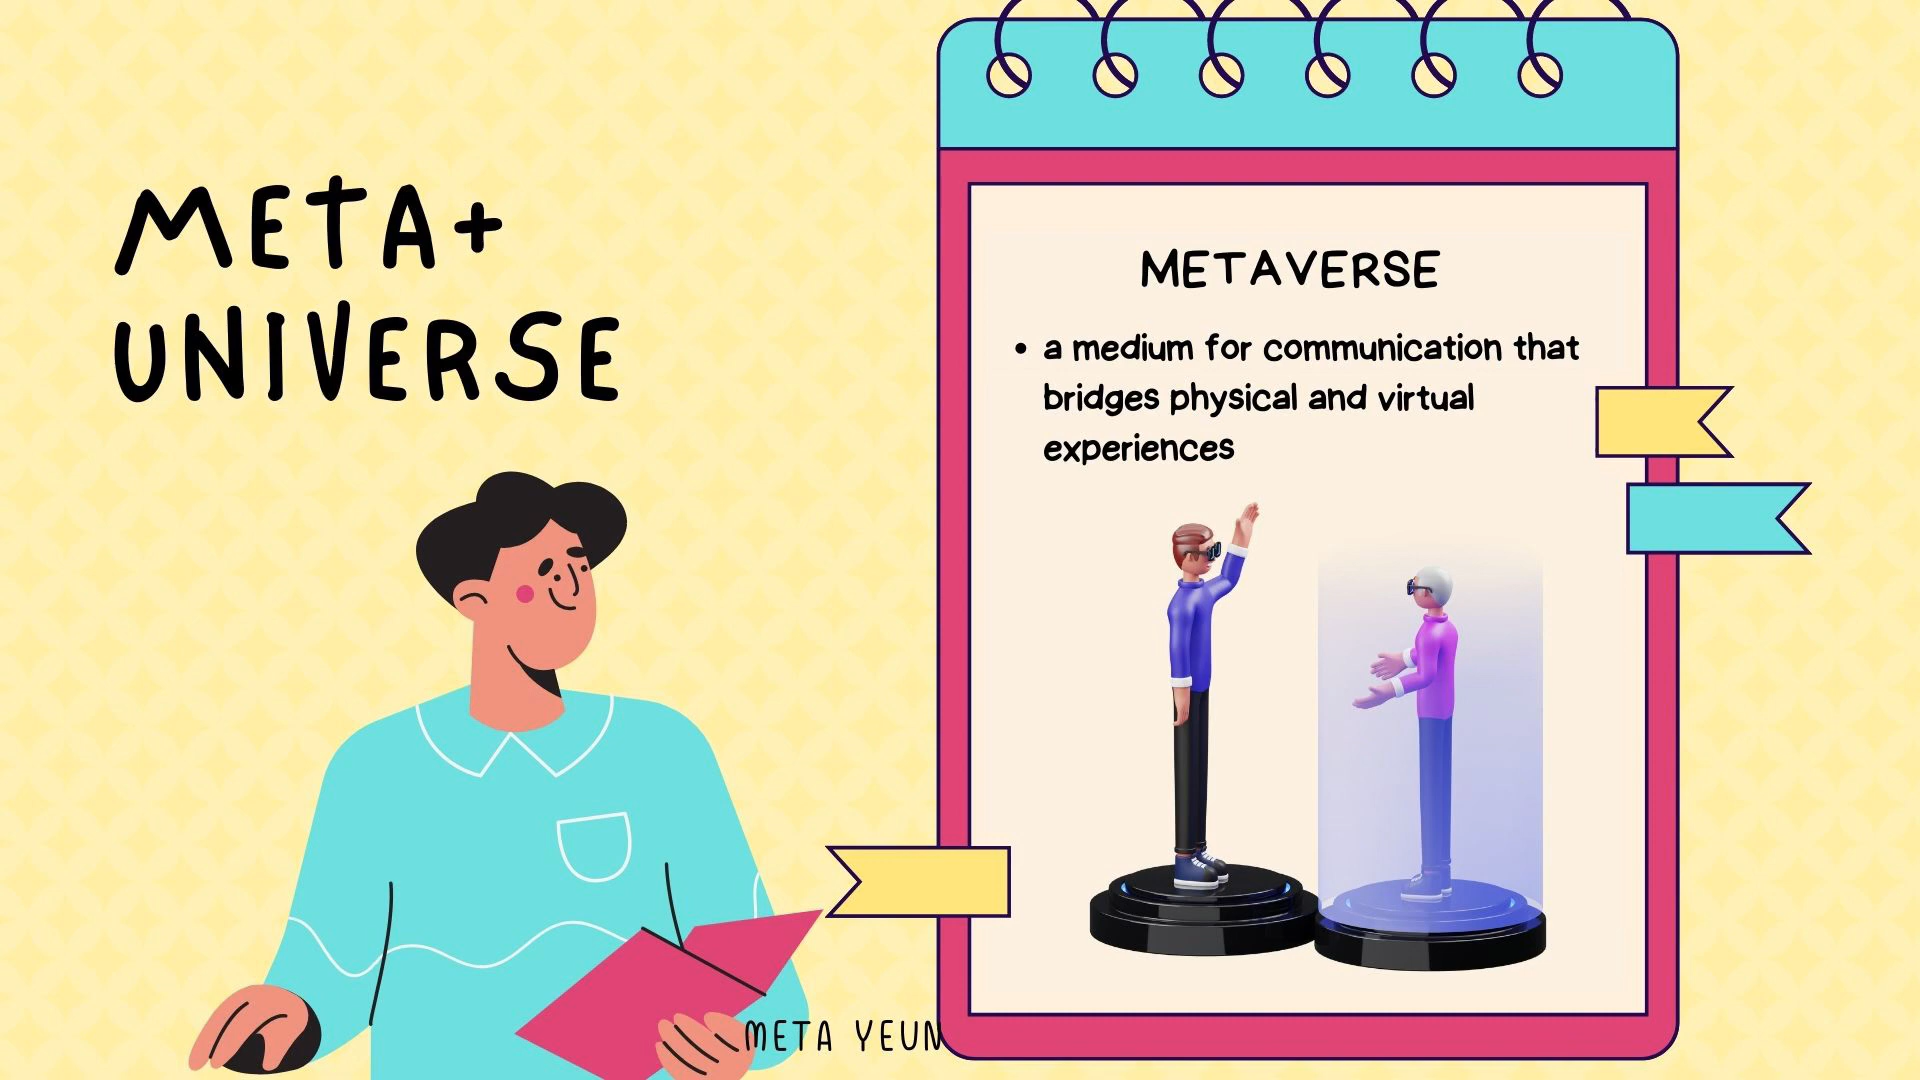 META+
UNIVERSE
METAVERSE
• a medium for communication that
bridges physical and virtual
experiences
META YEUN